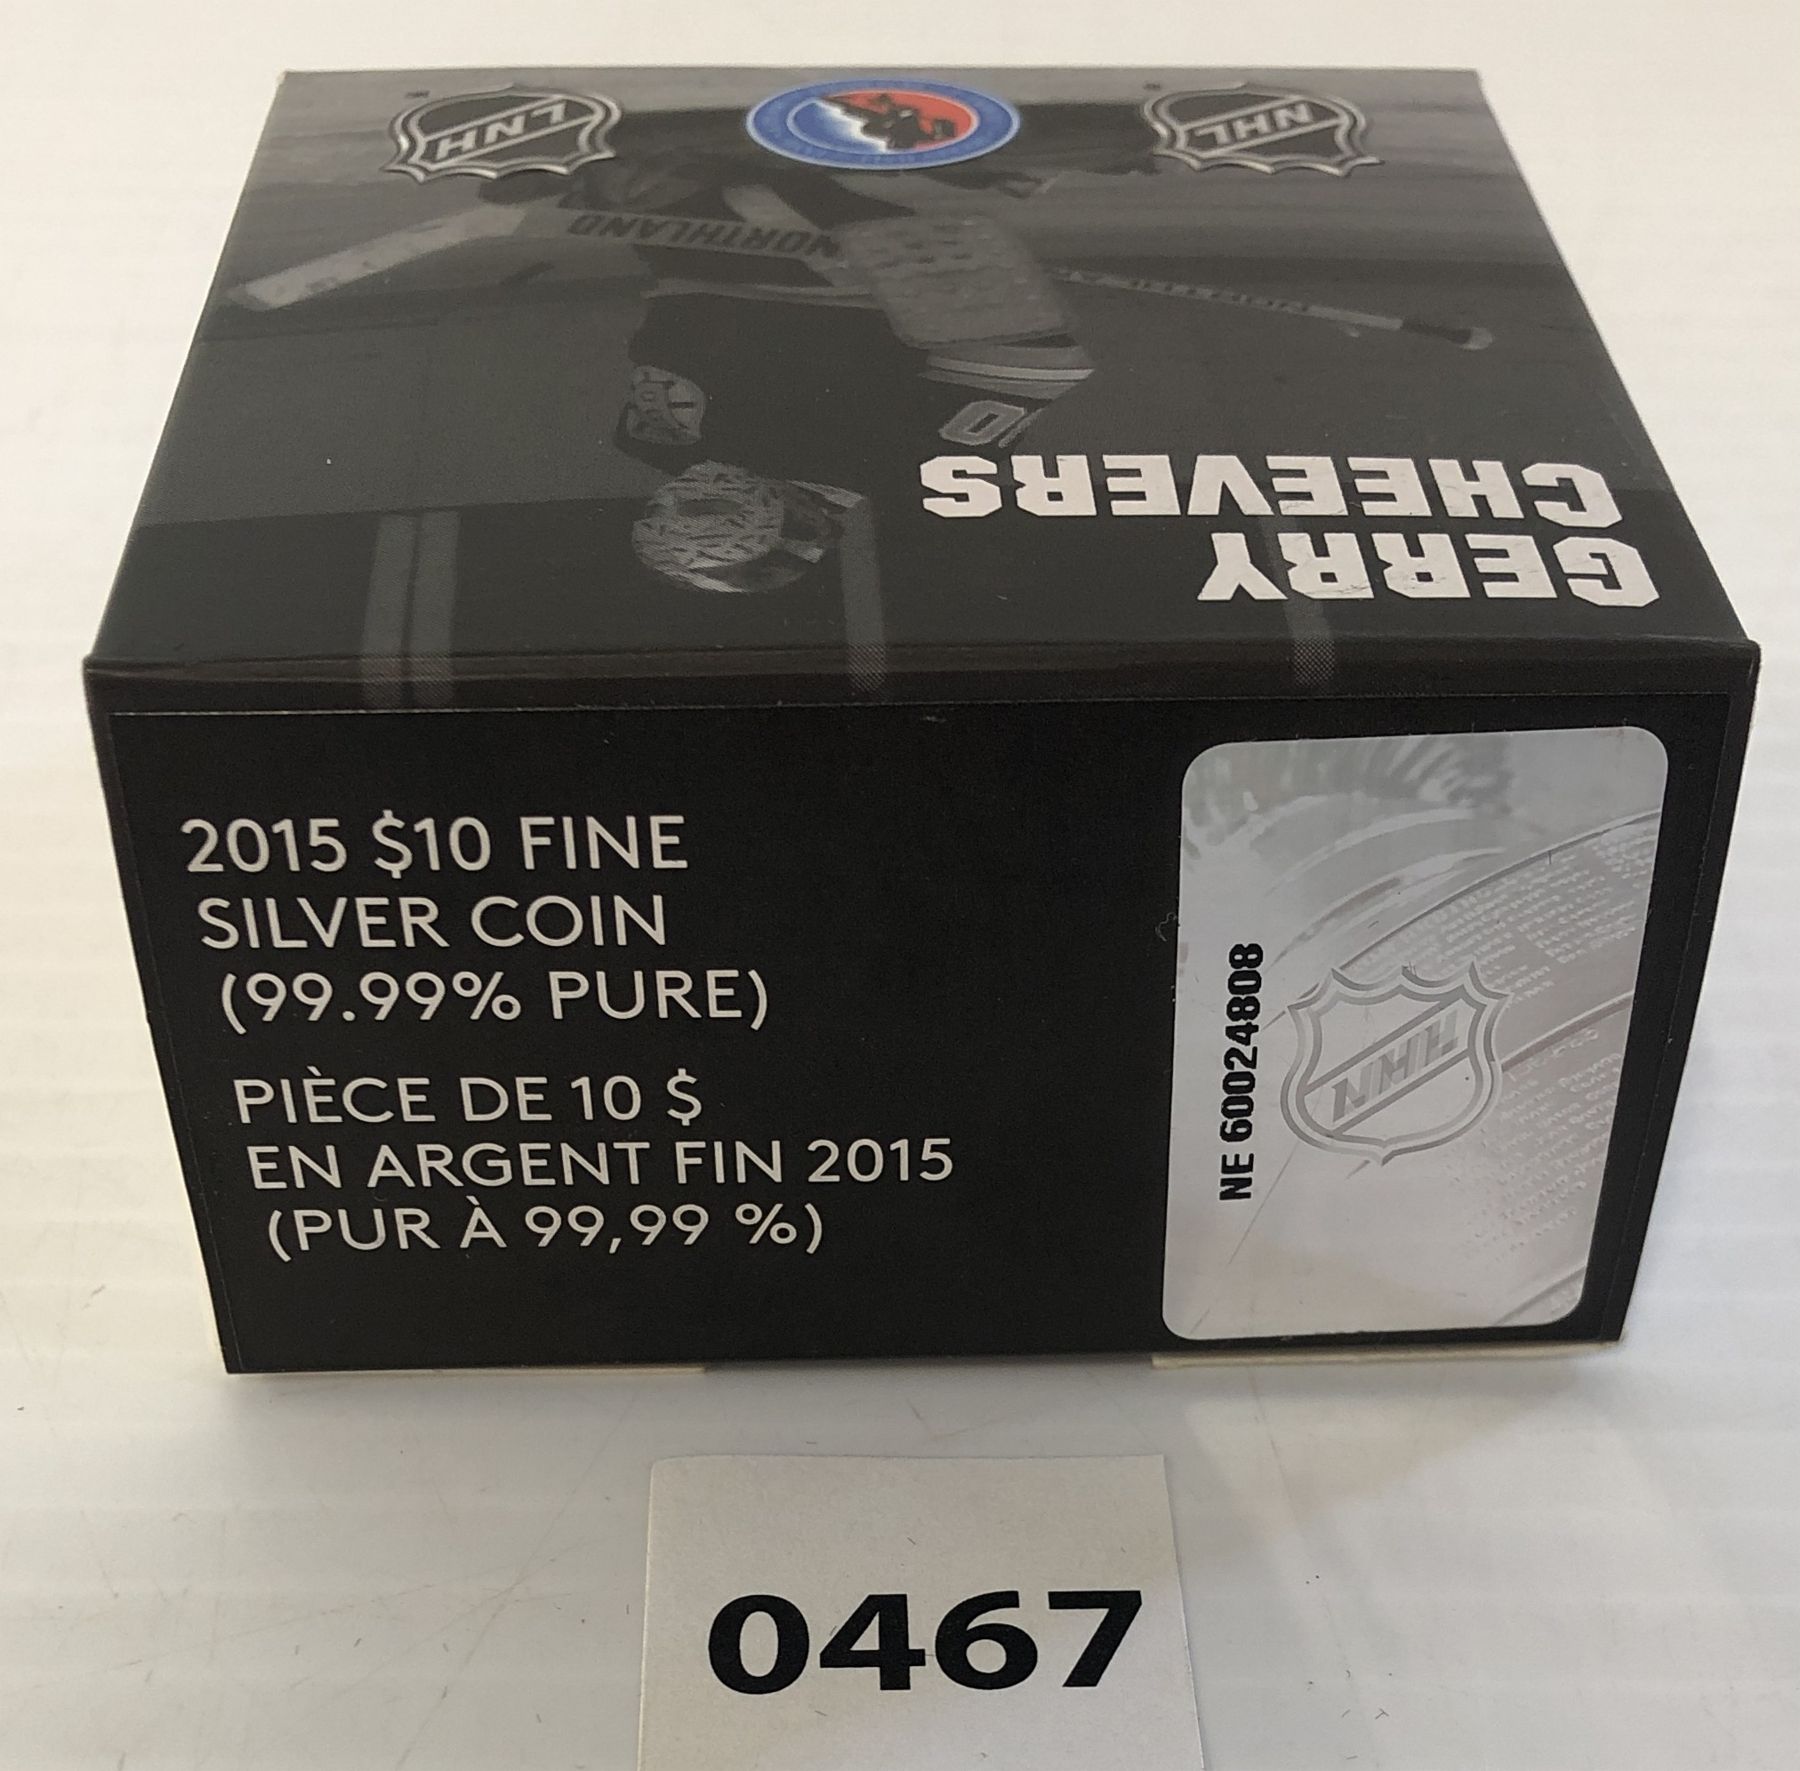 LNH
NHL
NORTHLAND
GERRY
CHEEVERS
2015 $10 FINE
SILVER COIN
(99.99% PURE)
PIÈCE DE 10 $
EN ARGENT FIN 2015
(PUR À 99,99 %)
NE 60024808
NHL
0467